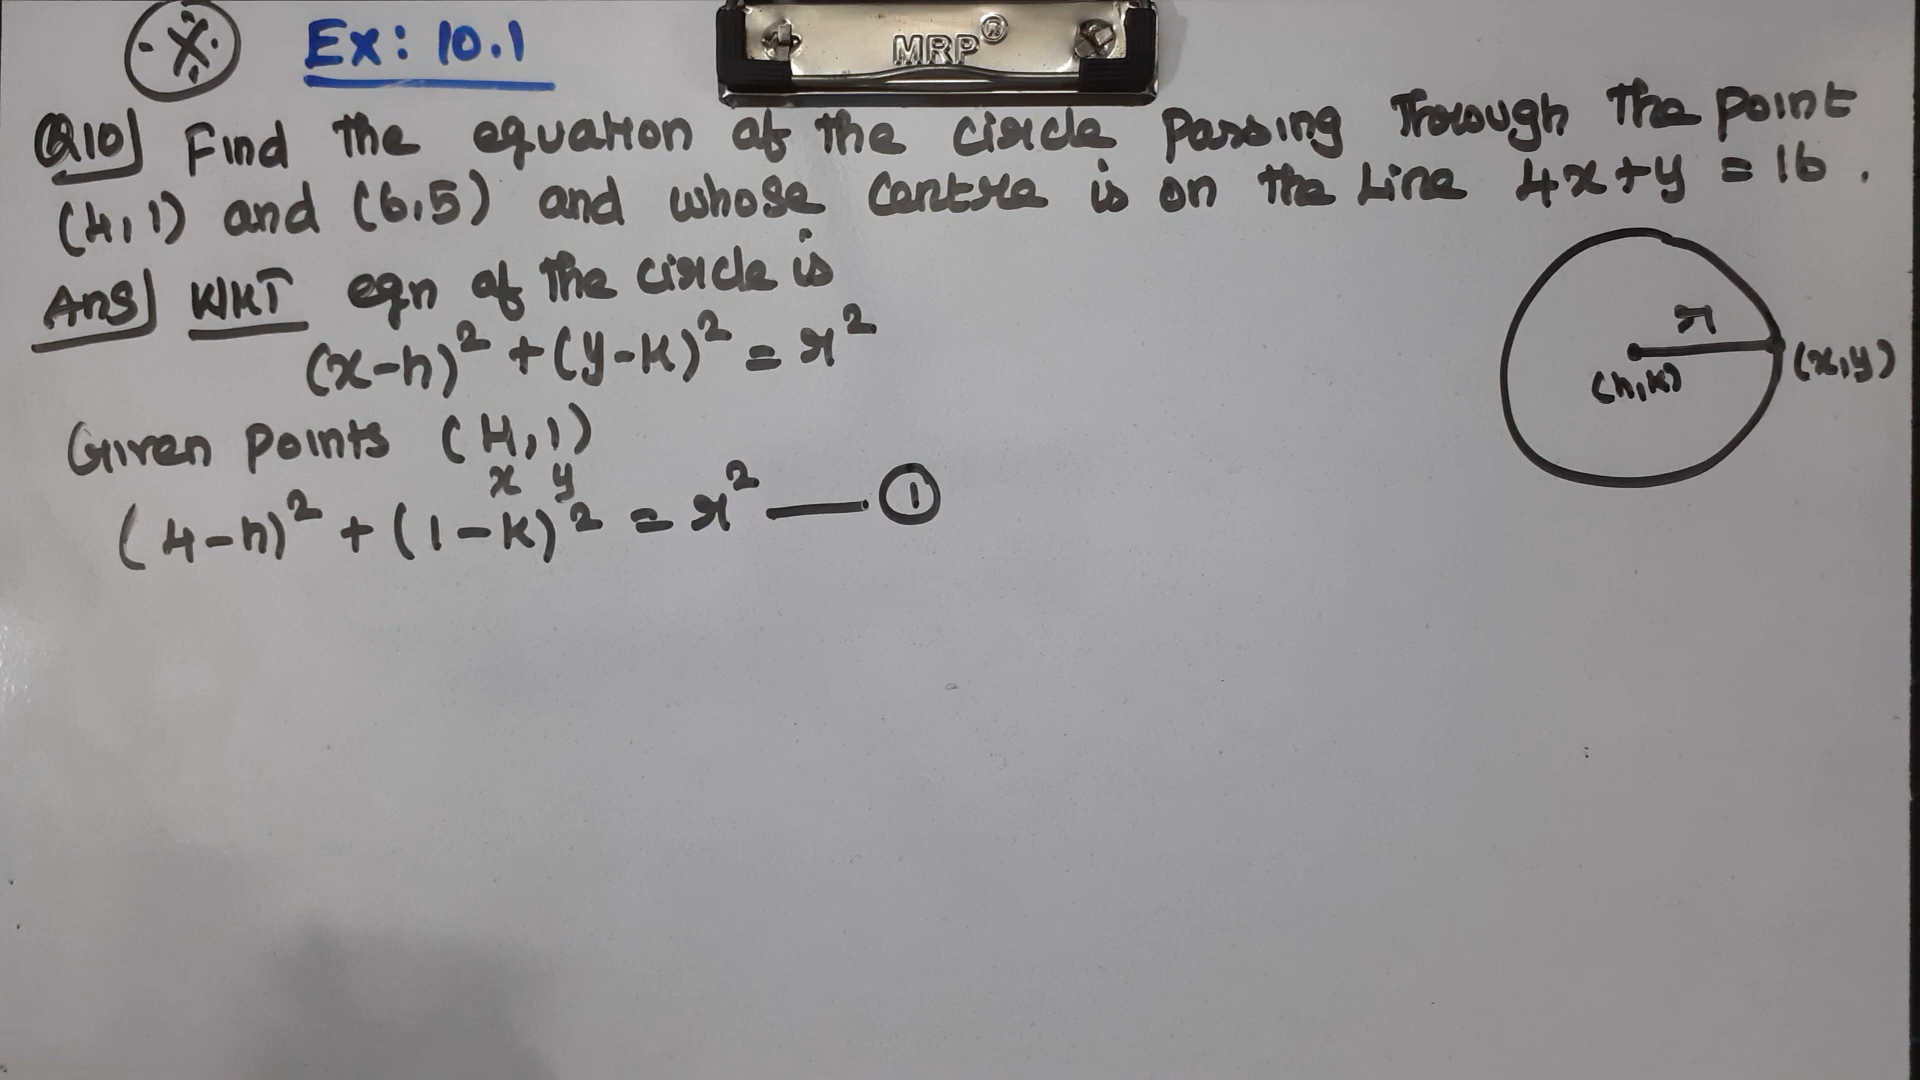 X Ex: 10.1
MRP®
Q10] Find the equation of the circle passing through the point
(4,1) and (6,5) and whose centre is on the Line 4x+y = 16.
Ans] WKT eqn of the circle is
(x-h)² + (y-k)² = r²
Given points (4,1)
x y
(4-h)² + (1-k)² = r² — ①
r
(h,k)
(x,y)